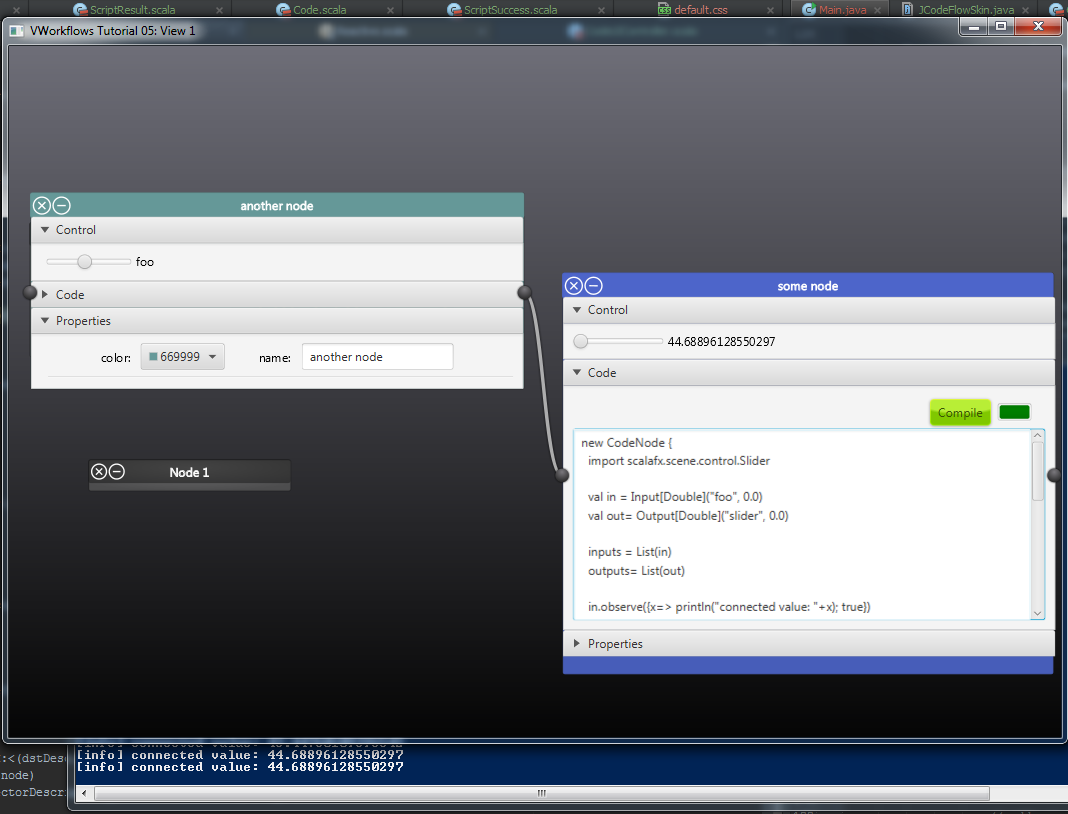 ScriptResult.scala Code.scala ScriptSuccess.scala default.css Main.java JCodeFlowSkin.java
VWorkflows Tutorial 05: View 1
another node
Control
foo
Code
Properties
color: 669999 name: another node
Node 1
some node
Control
44.68896128550297
Code
Compile
new CodeNode {
import scalafx.scene.control.Slider
val in = Input[Double]("foo", 0.0)
val out= Output[Double]("slider", 0.0)
inputs = List(in)
outputs= List(out)
in.observe({x=> println("connected value: "+x); true})
Properties
:<(dstDes
node)
ctorDescr
[info] connected value: 44.68896128550297
[info] connected value: 44.68896128550297